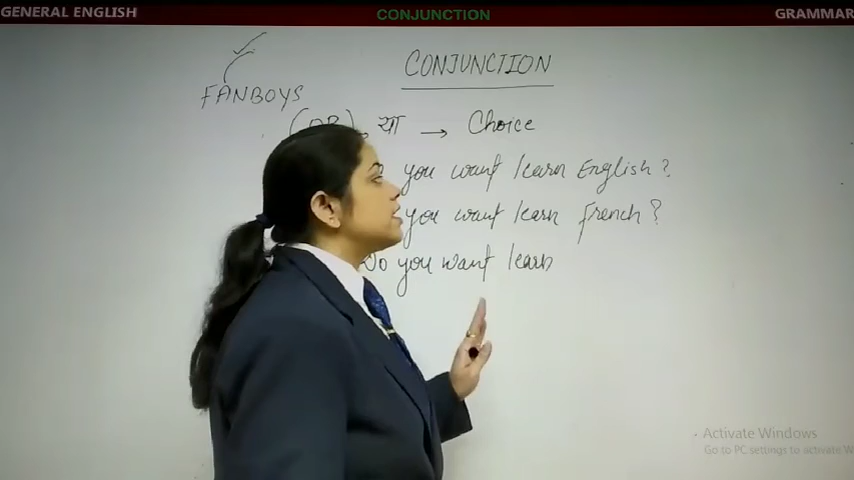 GENERAL ENGLISH
CONJUNCTION
GRAMMAR
CONJUNCTION
FANBOYS
(OR) या → Choice
you want learn English?
you want learn French?
Do you want learn
Activate Windows
Go to PC settings to activate W